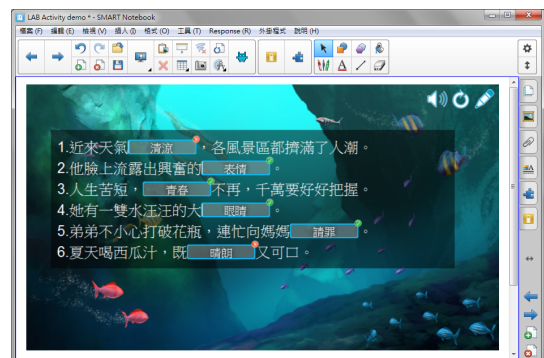 LAB Activity demo * - SMART Notebook
檔案 (F) 編輯 (E) 檢視 (V) 插入 (I) 格式 (O) 工具 (T) Response (R) 外掛程式 說明 (H)
1.近來天氣 清涼 ，各風景區都擠滿了人潮。
2.他臉上流露出興奮的 表情 。
3.人生苦短， 青春 不再，千萬要好好把握。
4.她有一雙水汪汪的大 眼睛 。
5.弟弟不小心打破花瓶，連忙向媽媽 請罪 。
6.夏天喝西瓜汁，既 晴朗 又可口。